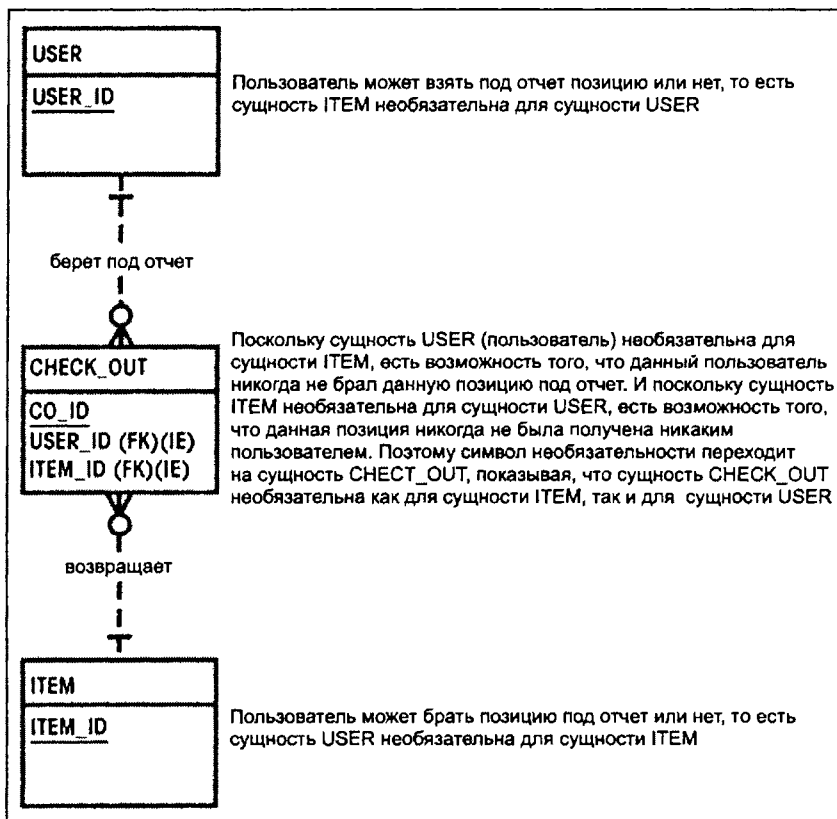 USER
USER_ID
Пользователь может взять под отчет позицию или нет, то есть
сущность ITEM необязательна для сущности USER
берет под отчет
CHECK_OUT
CO_ID
USER_ID (FK)(IE)
ITEM_ID (FK)(IE)
Поскольку сущность USER (пользователь) необязательна для
сущности ITEM, есть возможность того, что данный пользователь
никогда не брал данную позицию под отчет. И поскольку сущность
ITEM необязательна для сущности USER, есть возможность того,
что данная позиция никогда не была получена никаким
пользователем. Поэтому символ необязательности переходит
на сущность CHECT_OUT, показывая, что сущность CHECK_OUT
необязательна как для сущности ITEM, так и для сущности USER
возвращает
ITEM
ITEM_ID
Пользователь может брать позицию под отчет или нет, то есть
сущность USER необязательна для сущности ITEM